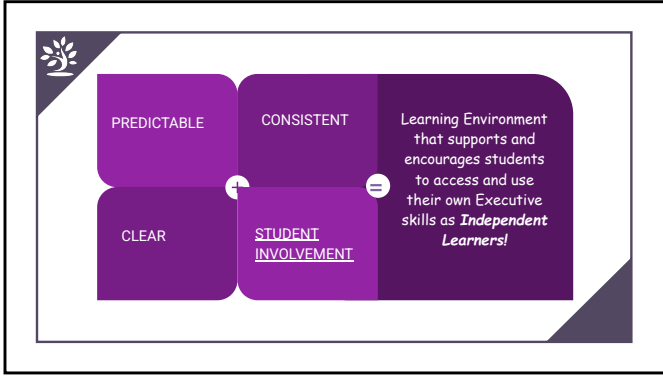 PREDICTABLE
CONSISTENT
+
CLEAR
STUDENT
INVOLVEMENT
=
Learning Environment
that supports and
encourages students
to access and use
their own Executive
skills as Independent
Learners!